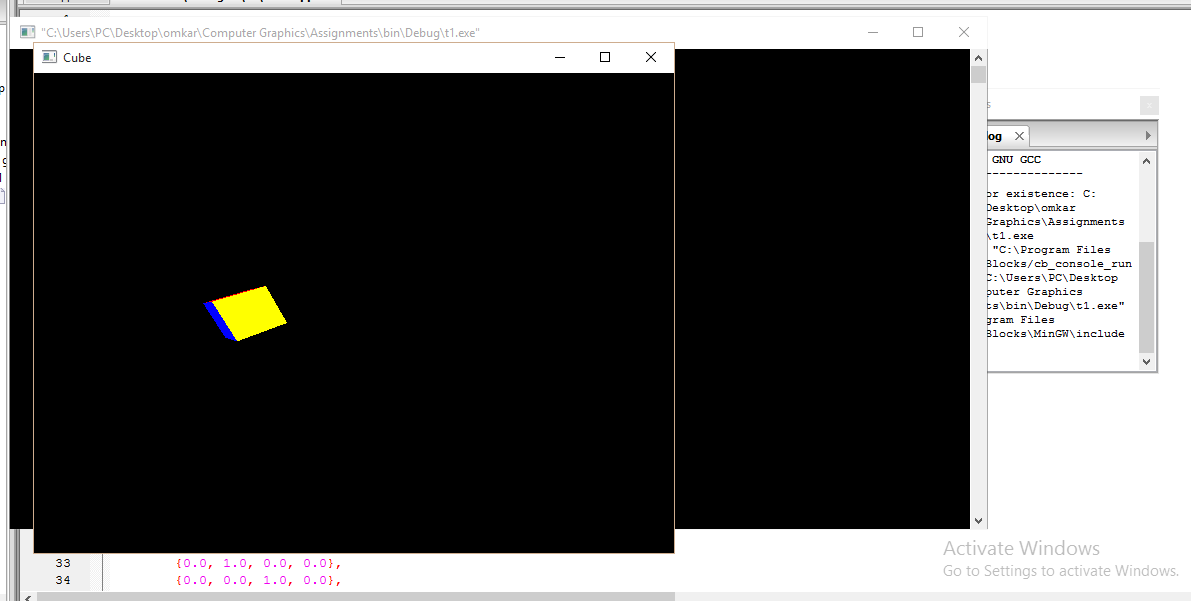 "C:\Users\PC\Desktop\omkar\Computer Graphics\Assignments\bin\Debug\t1.exe"
Cube
og
GNU GCC
--------------
or existence: C:
Desktop\omkar
Graphics\Assignments
\t1.exe
"C:\Program Files
Blocks/cb_console_run
C:\Users\PC\Desktop
puter Graphics
ts\bin\Debug\t1.exe"
gram Files
Blocks\MinGW\include
33 {0.0, 1.0, 0.0, 0.0},
34 {0.0, 0.0, 1.0, 0.0},
Activate Windows
Go to Settings to activate Windows.